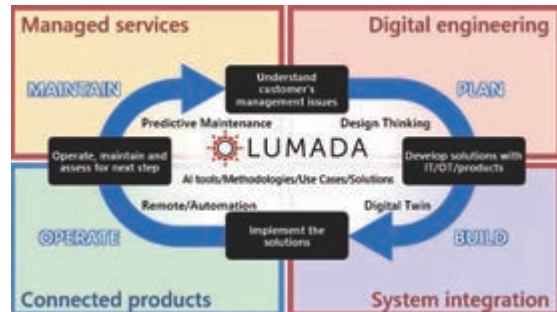 Managed services
Digital engineering
MAINTAIN
Understand
customer's
management issues
PLAN
Predictive Maintenance
Design Thinking
Operate, maintain and
assess for next step
LUMADA
Develop solutions with
IT/OT/products
AI tools/Methodologies/Use Cases/Solutions
Remote/Automation
Digital Twin
OPERATE
Implement the
solutions
BUILD
Connected products
System integration